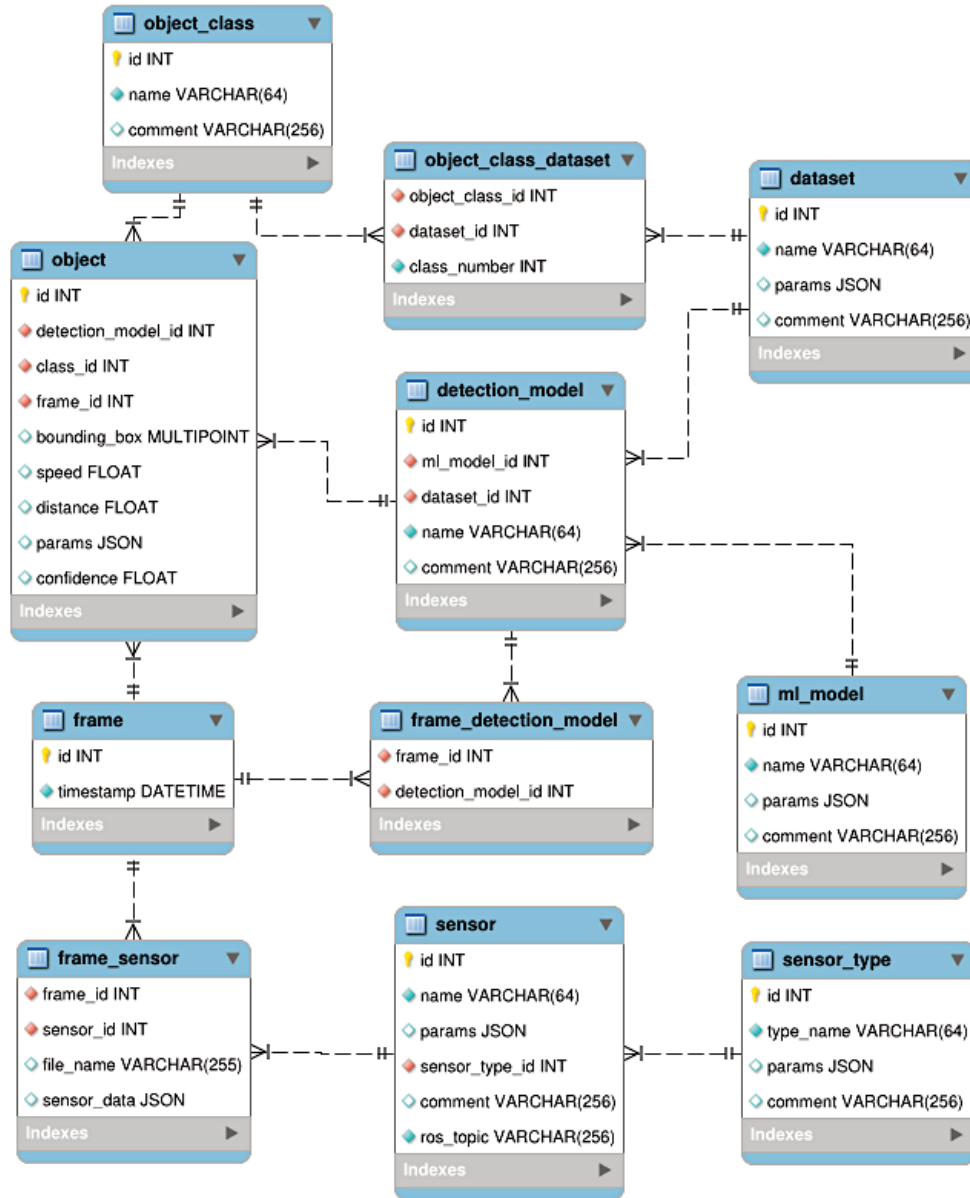 object_class
id INT
name VARCHAR(64)
comment VARCHAR(256)
Indexes
object_class_dataset
object_class_id INT
dataset_id INT
class_number INT
Indexes
dataset
id INT
name VARCHAR(64)
params JSON
comment VARCHAR(256)
Indexes
object
id INT
detection_model_id INT
class_id INT
frame_id INT
bounding_box MULTIPOINT
speed FLOAT
distance FLOAT
params JSON
confidence FLOAT
Indexes
detection_model
id INT
ml_model_id INT
dataset_id INT
name VARCHAR(64)
comment VARCHAR(256)
Indexes
frame
id INT
timestamp DATETIME
Indexes
frame_detection_model
frame_id INT
detection_model_id INT
Indexes
ml_model
id INT
name VARCHAR(64)
params JSON
comment VARCHAR(256)
Indexes
frame_sensor
frame_id INT
sensor_id INT
file_name VARCHAR(255)
sensor_data JSON
Indexes
sensor
id INT
name VARCHAR(64)
params JSON
sensor_type_id INT
comment VARCHAR(256)
ros_topic VARCHAR(256)
Indexes
sensor_type
id INT
type_name VARCHAR(64)
params JSON
comment VARCHAR(256)
Indexes